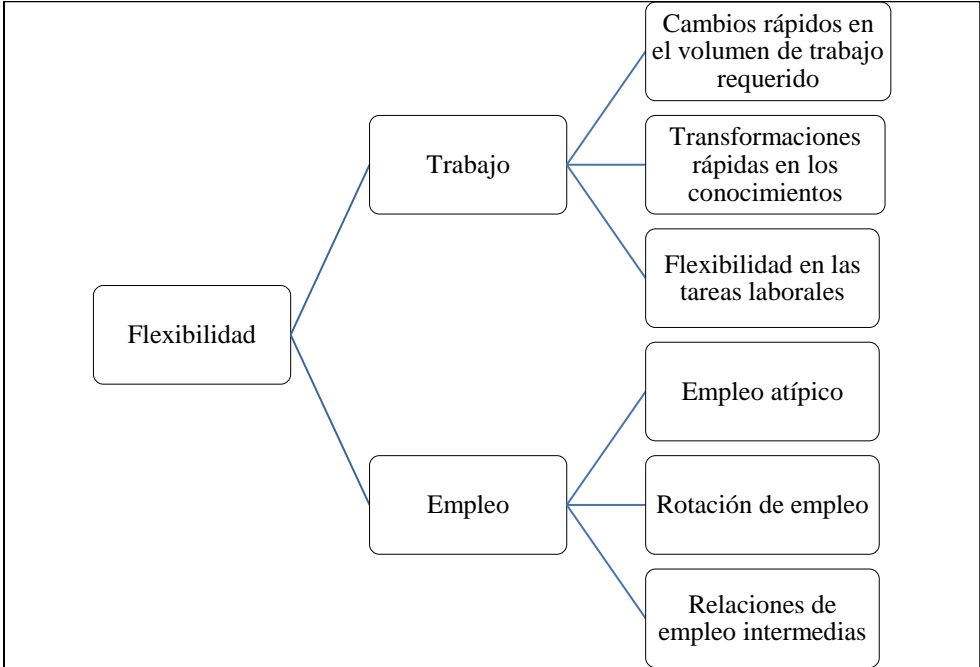 Flexibilidad
Trabajo
Cambios rápidos en
el volumen de trabajo
requerido
Transformaciones
rápidas en los
conocimientos
Flexibilidad en las
tareas laborales
Empleo
Empleo atípico
Rotación de empleo
Relaciones de
empleo intermedias